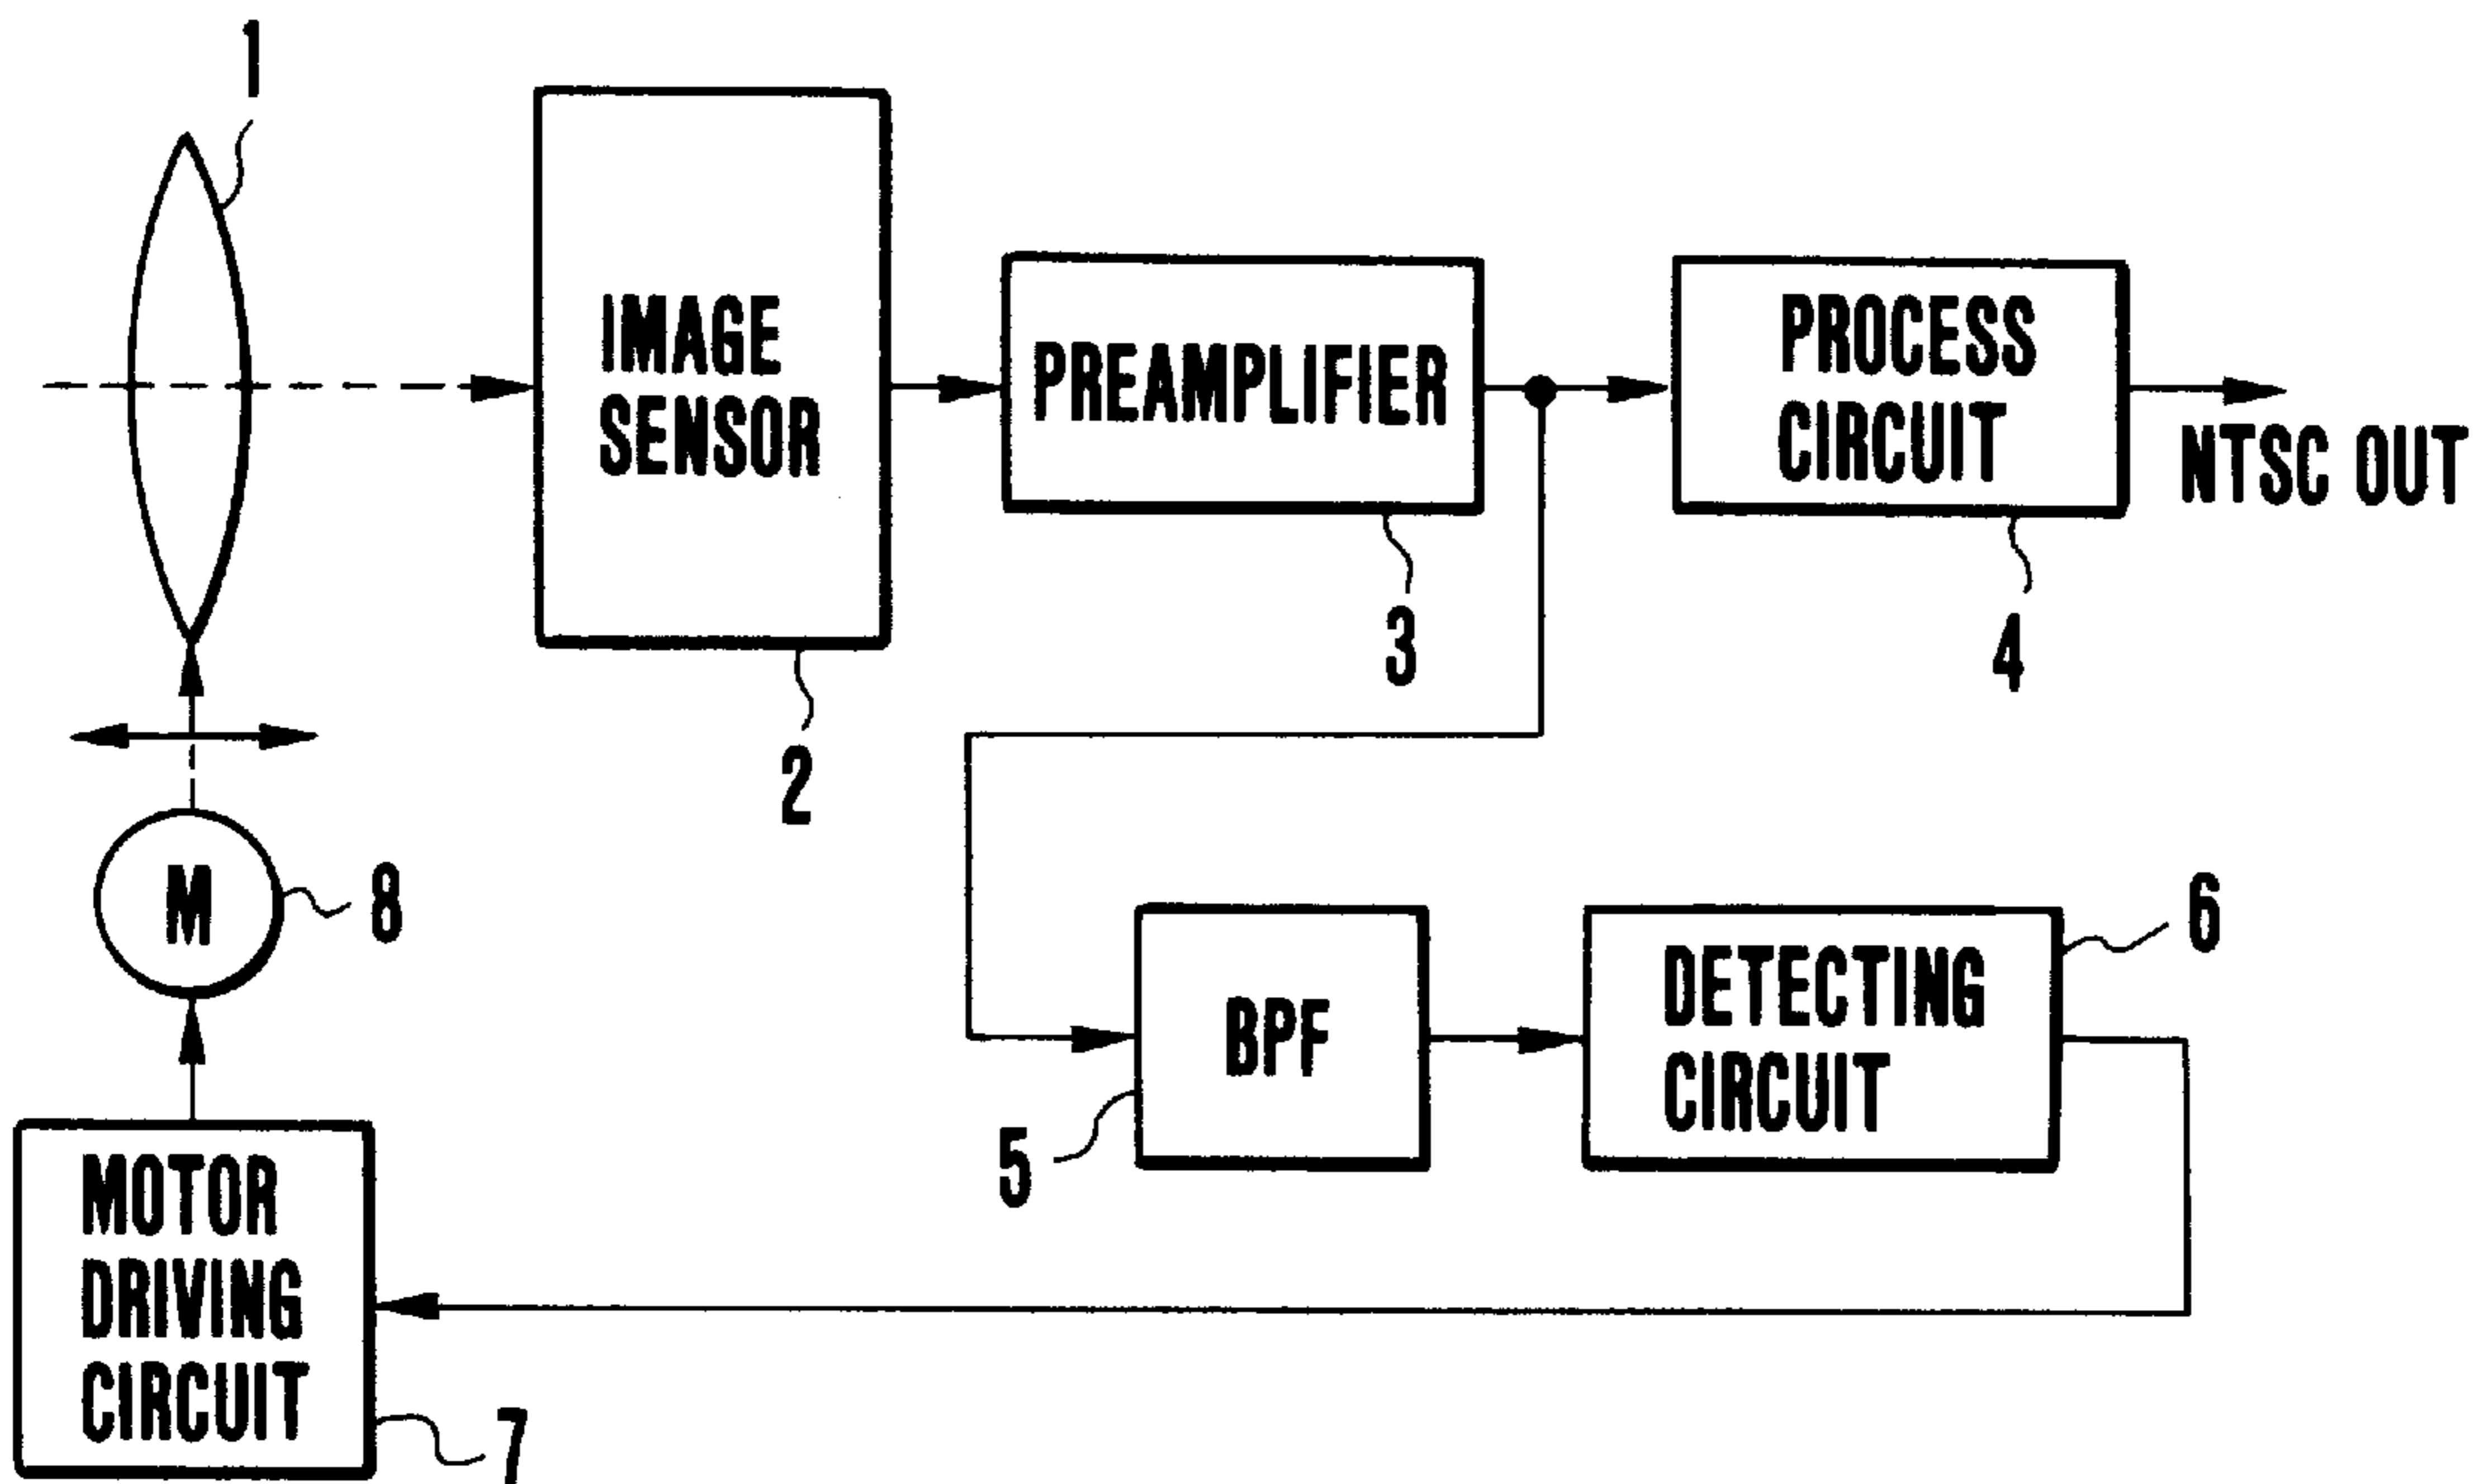 1
IMAGE
SENSOR
2
PREAMPLIFIER
3
PROCESS
CIRCUIT
4
NTSC OUT
M
8
BPF
5
DETECTING
CIRCUIT
6
MOTOR
DRIVING
CIRCUIT
7